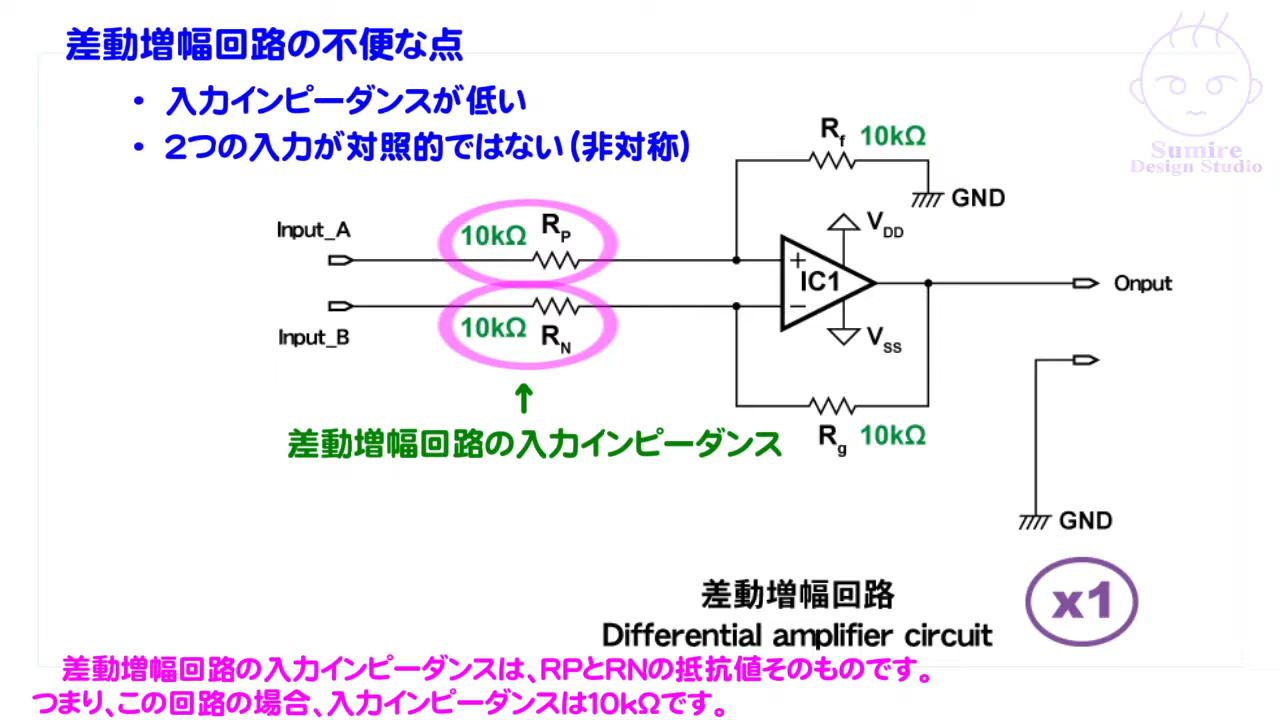 差動増幅回路の不便な点
・ 入力インピーダンスが低い
・ 2つの入力が対照的ではない(非対称)
Sumire
Design Studio
Rf 10kΩ
GND
VDD
Input_A
10kΩ RP
+
IC1
−
Onput
Input_B
10kΩ RN
VSS
差動増幅回路の入力インピーダンス
Rg 10kΩ
GND
差動増幅回路
x1
Differential amplifier circuit
差動増幅回路の入力インピーダンスは、RPとRNの抵抗値そのものです。
つまり、この回路の場合、入力インピーダンスは10kΩです。